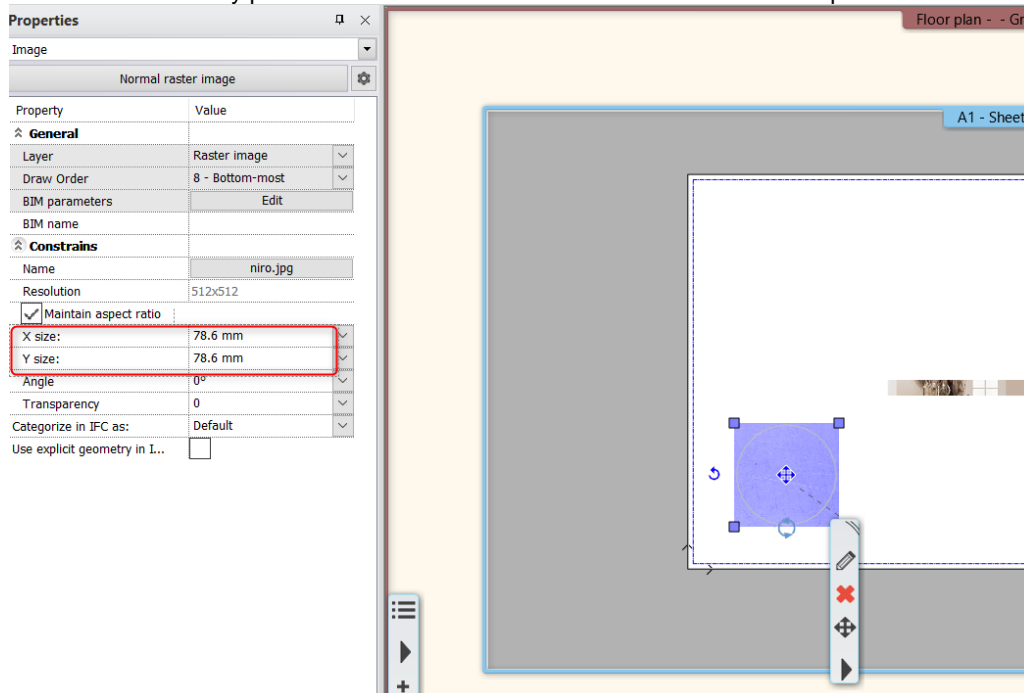 Properties
Floor plan - - Gr
Image
Normal raster image
Property Value
A1 - Sheet
General
Layer Raster image
Draw Order 8 - Bottom-most
BIM parameters Edit
BIM name
Constrains
Name niro.jpg
Resolution 512x512
Maintain aspect ratio
X size: 78.6 mm
Y size: 78.6 mm
Angle 0°
Transparency 0
Categorize in IFC as: Default
Use explicit geometry in I...